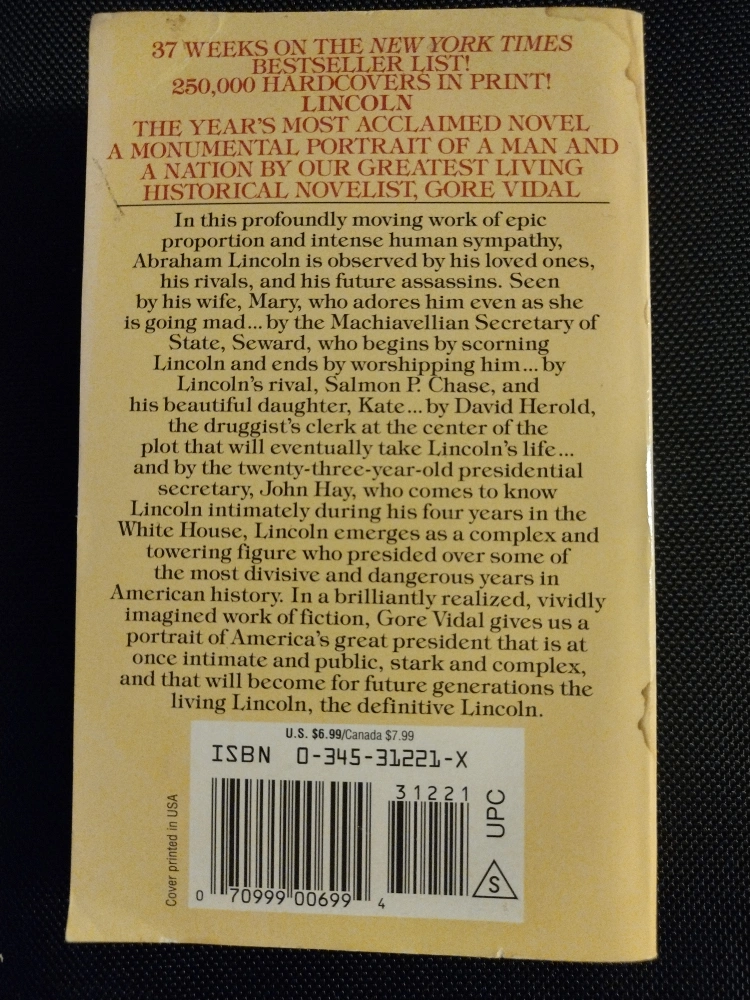 37 WEEKS ON THE NEW YORK TIMES
BESTSELLER LIST!
250,000 HARDCOVERS IN PRINT!
LINCOLN
THE YEAR'S MOST ACCLAIMED NOVEL
A MONUMENTAL PORTRAIT OF A MAN AND
A NATION BY OUR GREATEST LIVING
HISTORICAL NOVELIST, GORE VIDAL
In this profoundly moving work of epic
proportion and intense human sympathy,
Abraham Lincoln is observed by his loved ones,
his rivals, and his future assassins. Seen
by his wife, Mary, who adores him even as she
is going mad...by the Machiavellian Secretary of
State, Seward, who begins by scorning
Lincoln and ends by worshipping him...by
Lincoln's rival, Salmon P. Chase, and
his beautiful daughter, Kate...by David Herold,
the druggist's clerk at the center of the
plot that will eventually take Lincoln's life...
and by the twenty-three-year-old presidential
secretary, John Hay, who comes to know
Lincoln intimately during his four years in the
White House, Lincoln emerges as a complex and
towering figure who presided over some of
the most divisive and dangerous years in
American history. In a brilliantly realized, vividly
imagined work of fiction, Gore Vidal gives us a
portrait of America's great president that is at
once intimate and public, stark and complex,
and that will become for future generations the
living Lincoln, the definitive Lincoln.
U.S. $6.99/Canada $7.99
ISBN 0-345-31221-X
31221
0 70999 00699 4
UPC
S
Cover printed in USA